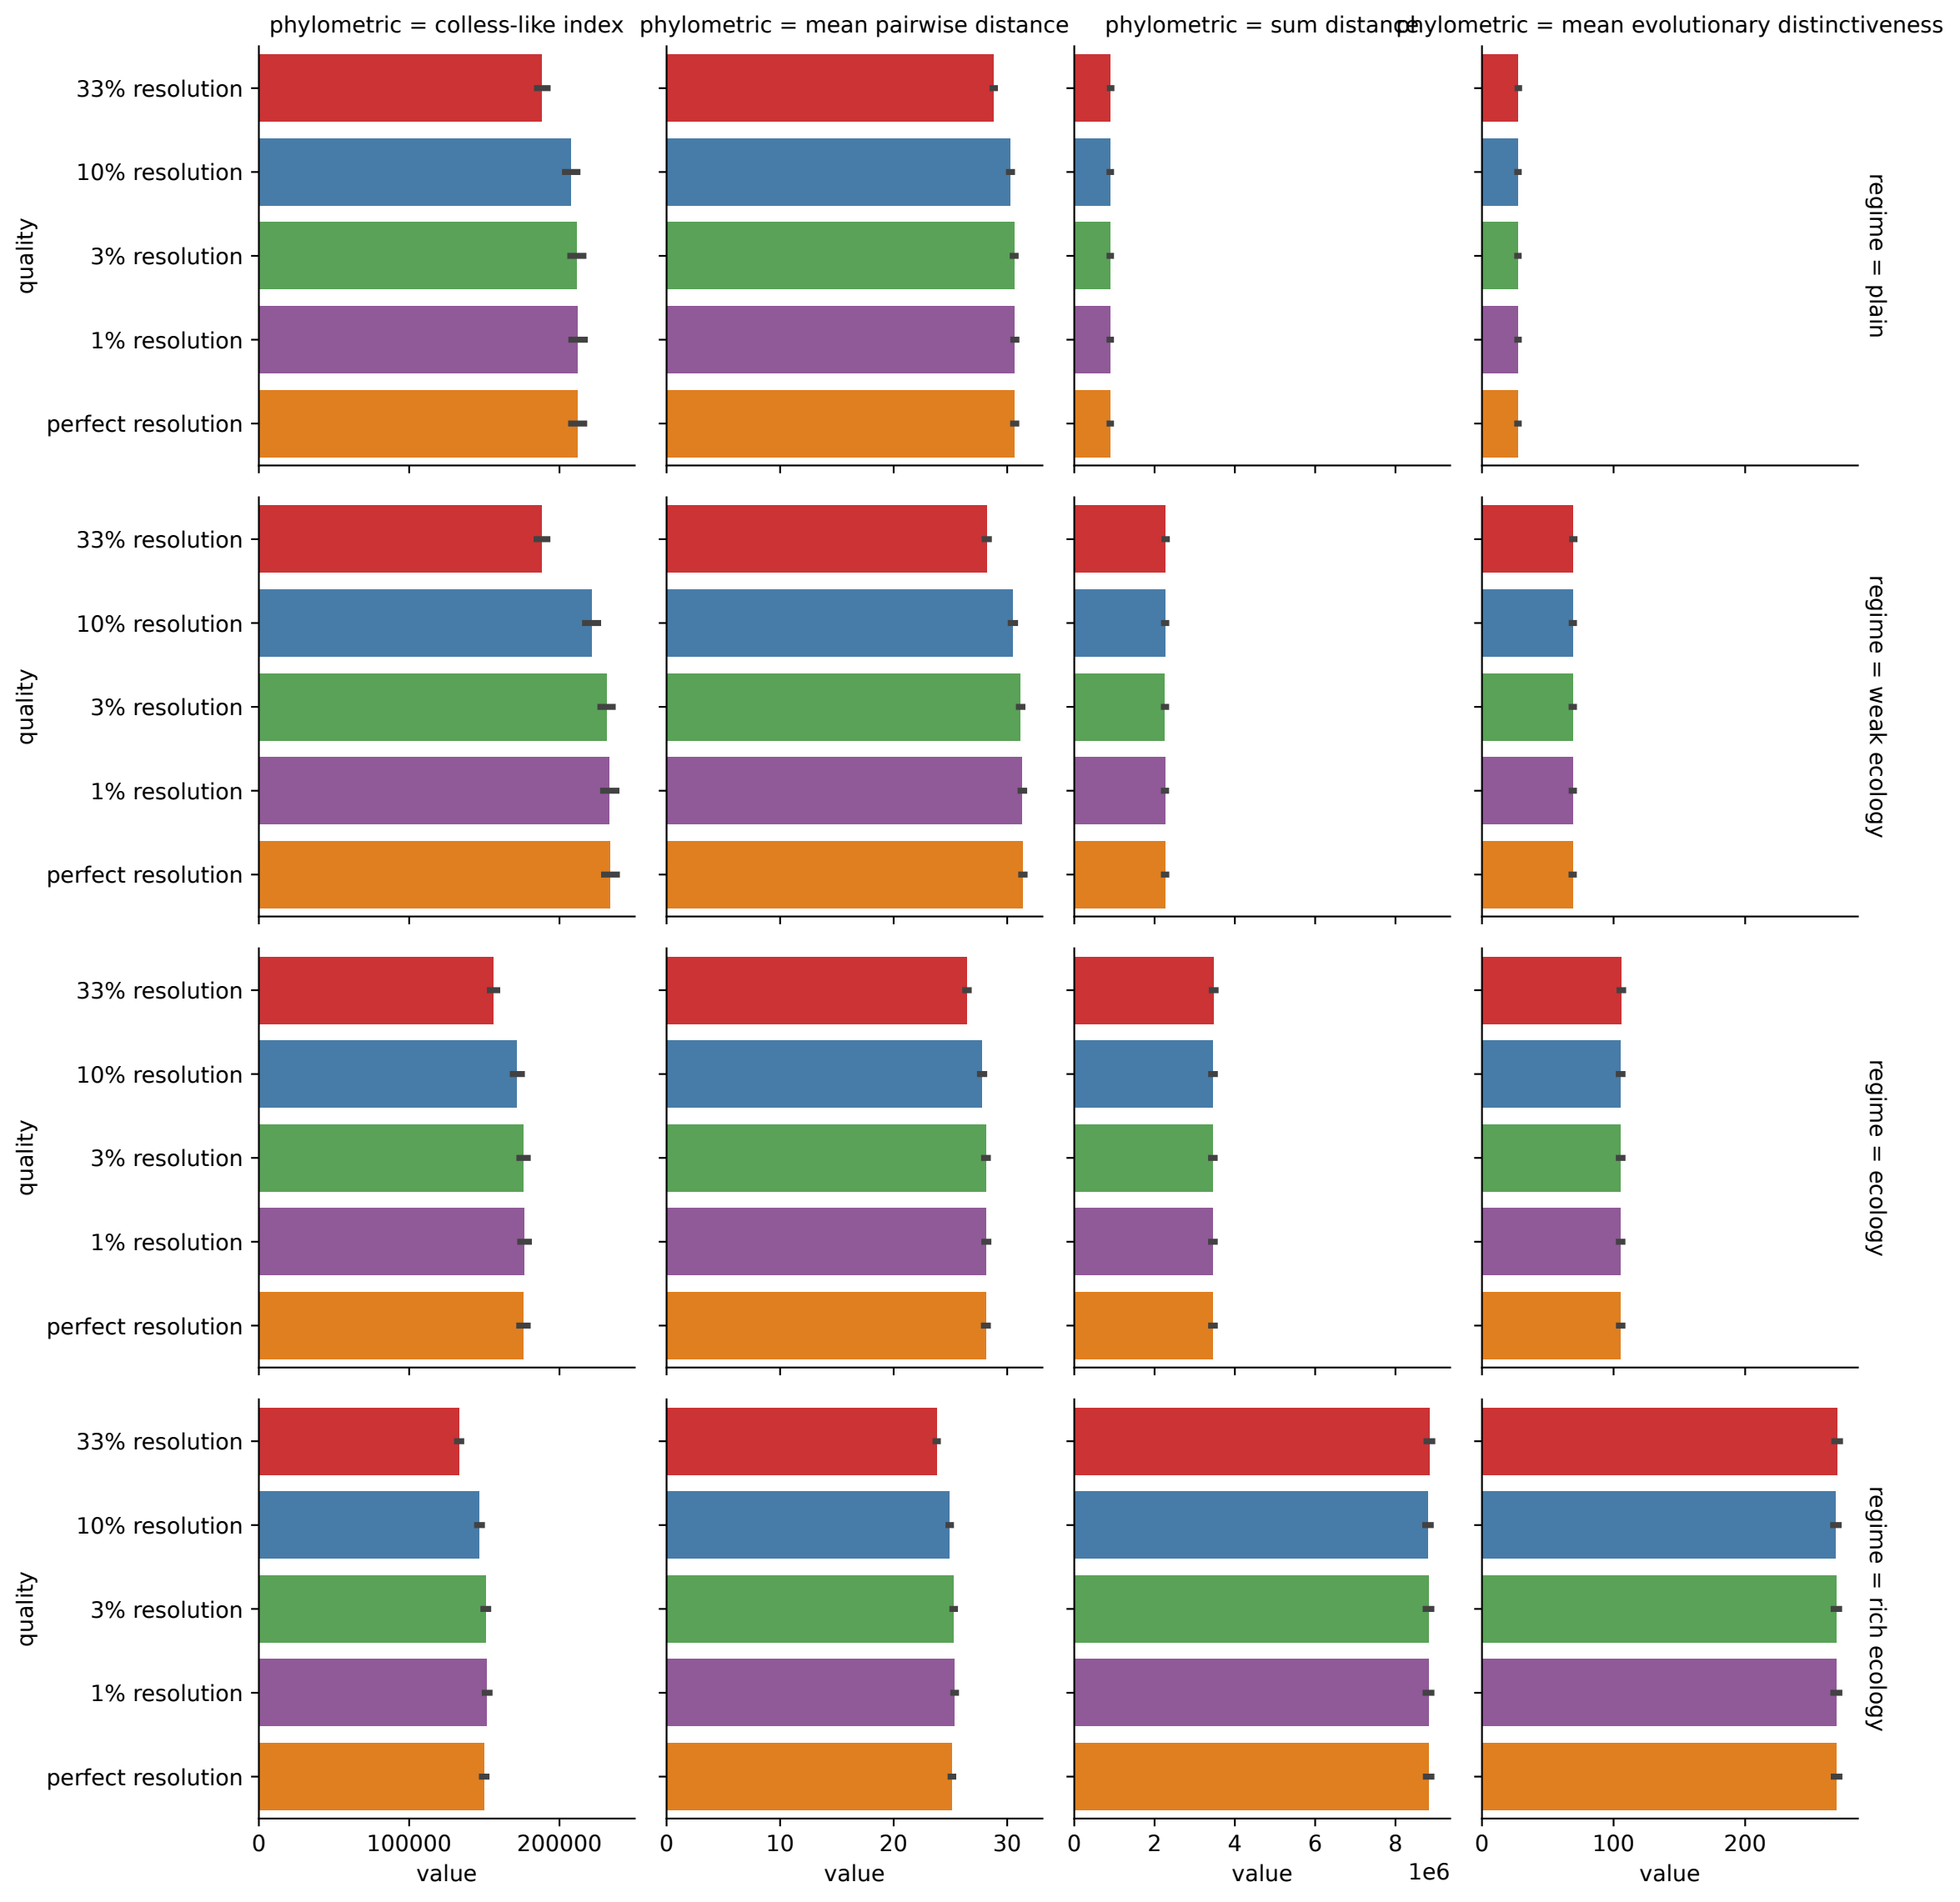 phylometric = colless-like index
phylometric = mean pairwise distance
phylometric = sum distance
phylometric = mean evolutionary distinctiveness
quality
33% resolution
10% resolution
3% resolution
1% resolution
perfect resolution
regime = plain
quality
33% resolution
10% resolution
3% resolution
1% resolution
perfect resolution
regime = weak ecology
quality
33% resolution
10% resolution
3% resolution
1% resolution
perfect resolution
regime = ecology
quality
33% resolution
10% resolution
3% resolution
1% resolution
perfect resolution
regime = rich ecology
0 100000 200000
value
0 10 20 30
value
0 2 4 6 8
1e6
value
0 100 200
value